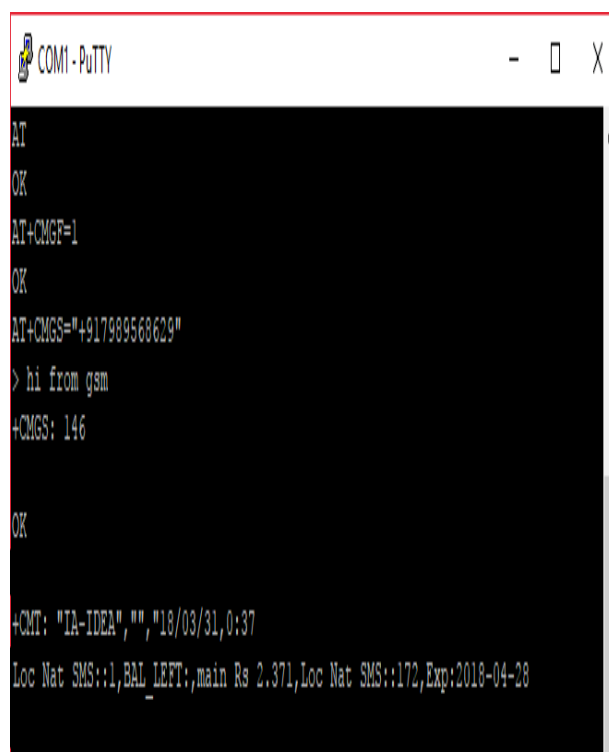 COM1 - PuTTY
AT
OK
AT+CMGF=1
OK
AT+CMGS="+917989568629"
> hi from gsm
+CMGS: 146
OK
+CMT: "IA-IDEA","","18/03/31,0:37
Loc Nat SMS::1,BAL_LEFT:,main Rs 2.371,Loc Nat SMS::172,Exp:2018-04-28